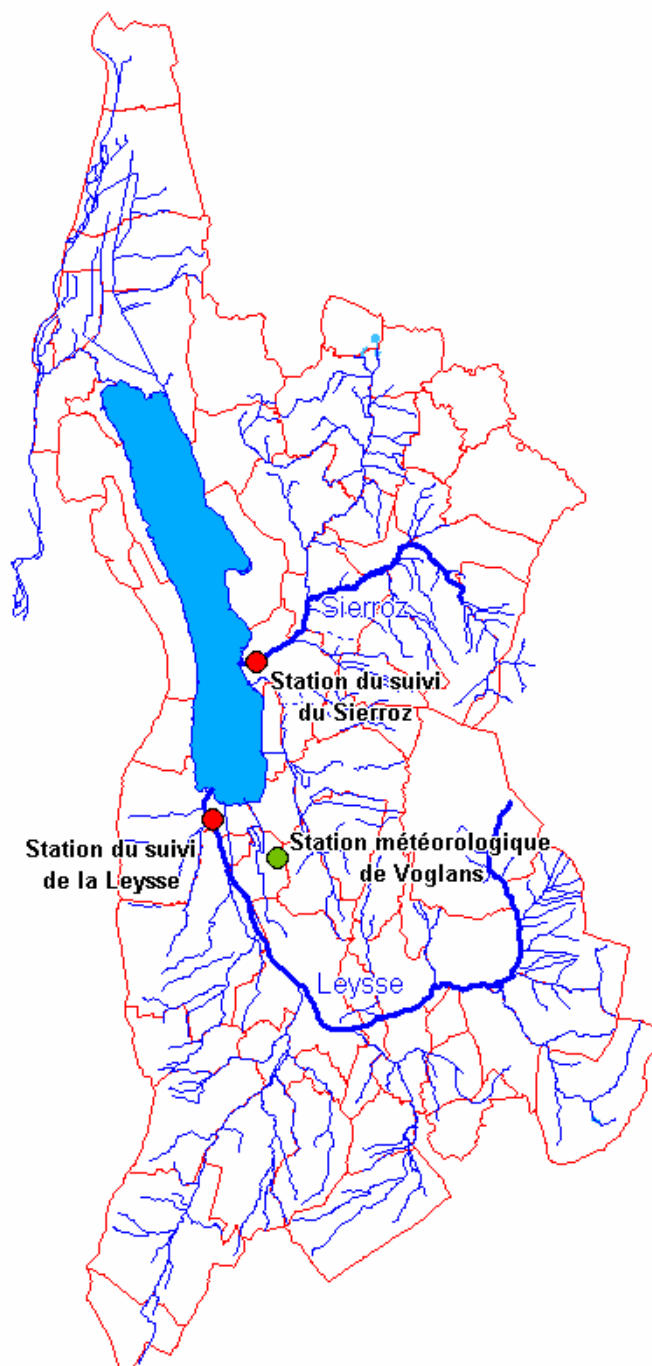 Sierroz
Station du suivi
du Sierroz
Station du suivi
de la Leysse
Station météorologique
de Voglans
Leysse